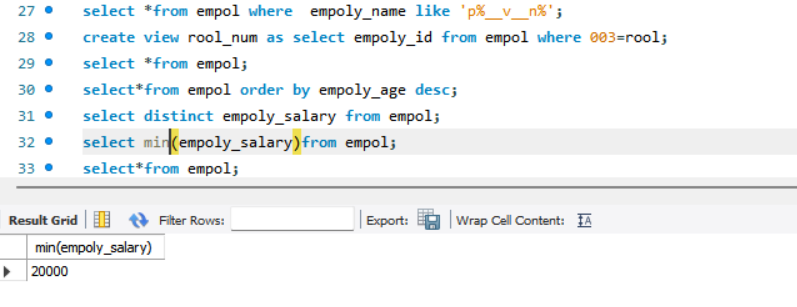 27 select *from empol where  empoly_name like 'p%__v__n%';
28 create view rool_num as select empoly_id from empol where 003=rool;
29 select *from empol;
30 select*from empol order by empoly_age desc;
31 select distinct empoly_salary from empol;
32 select min(empoly_salary)from empol;
33 select*from empol;
Result Grid Filter Rows: Export: Wrap Cell Content: IA
min(empoly_salary)
20000